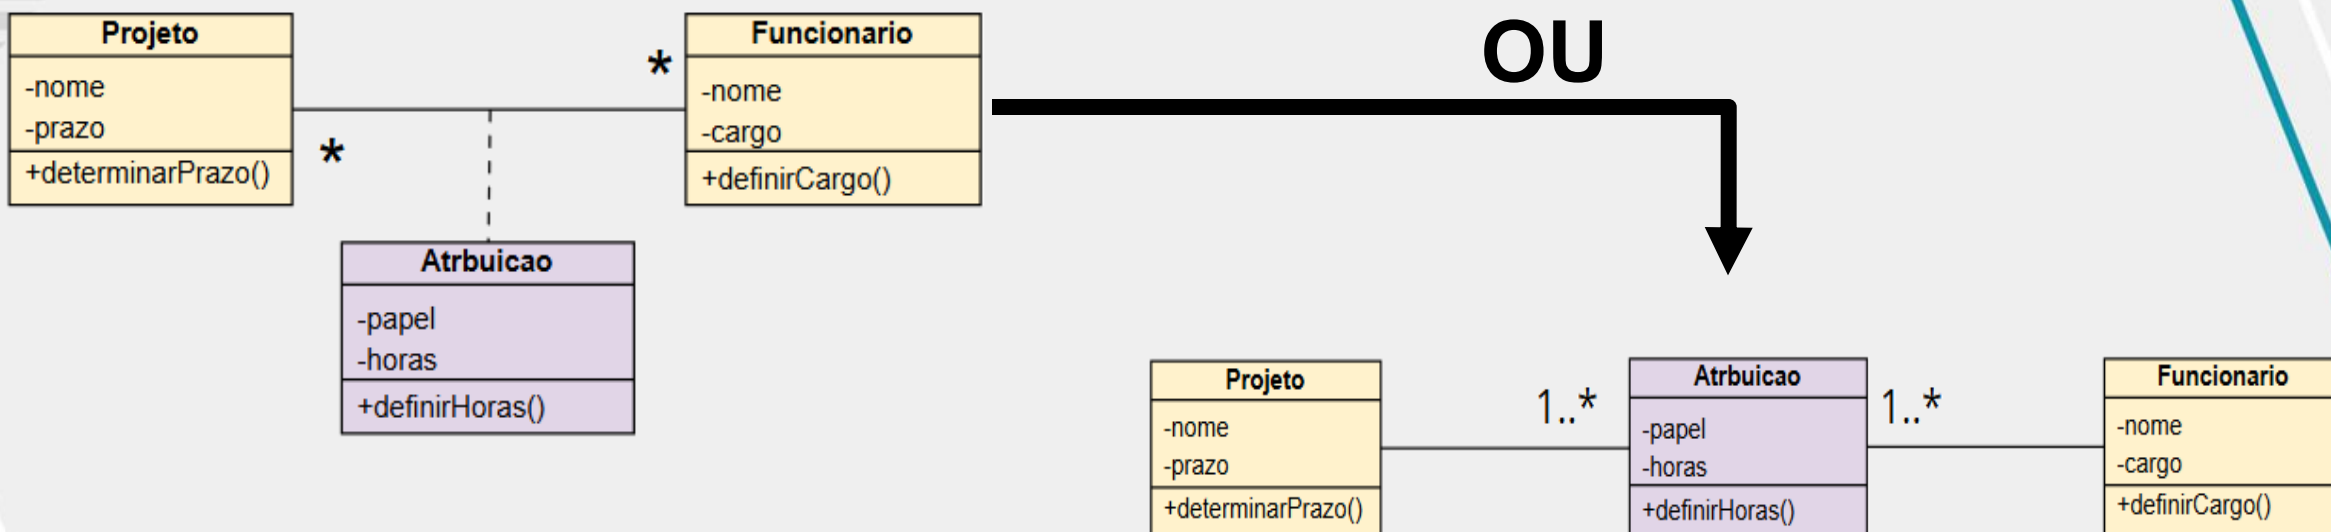 Projeto
-nome
-prazo
+determinarPrazo()
*
*
Funcionario
-nome
-cargo
+definirCargo()
Atrbuicao
-papel
-horas
+definirHoras()
OU
Projeto
-nome
-prazo
+determinarPrazo()
1..*
Atrbuicao
-papel
-horas
+definirHoras()
1..*
Funcionario
-nome
-cargo
+definirCargo()